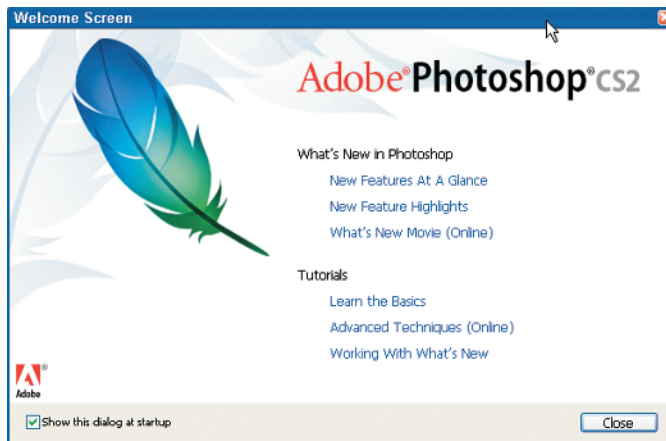 Welcome Screen
Adobe® Photoshop® CS2
What's New in Photoshop
New Features At A Glance
New Feature Highlights
What's New Movie (Online)
Tutorials
Learn the Basics
Advanced Techniques (Online)
Working With What's New
Adobe®
Show this dialog at startup
Close